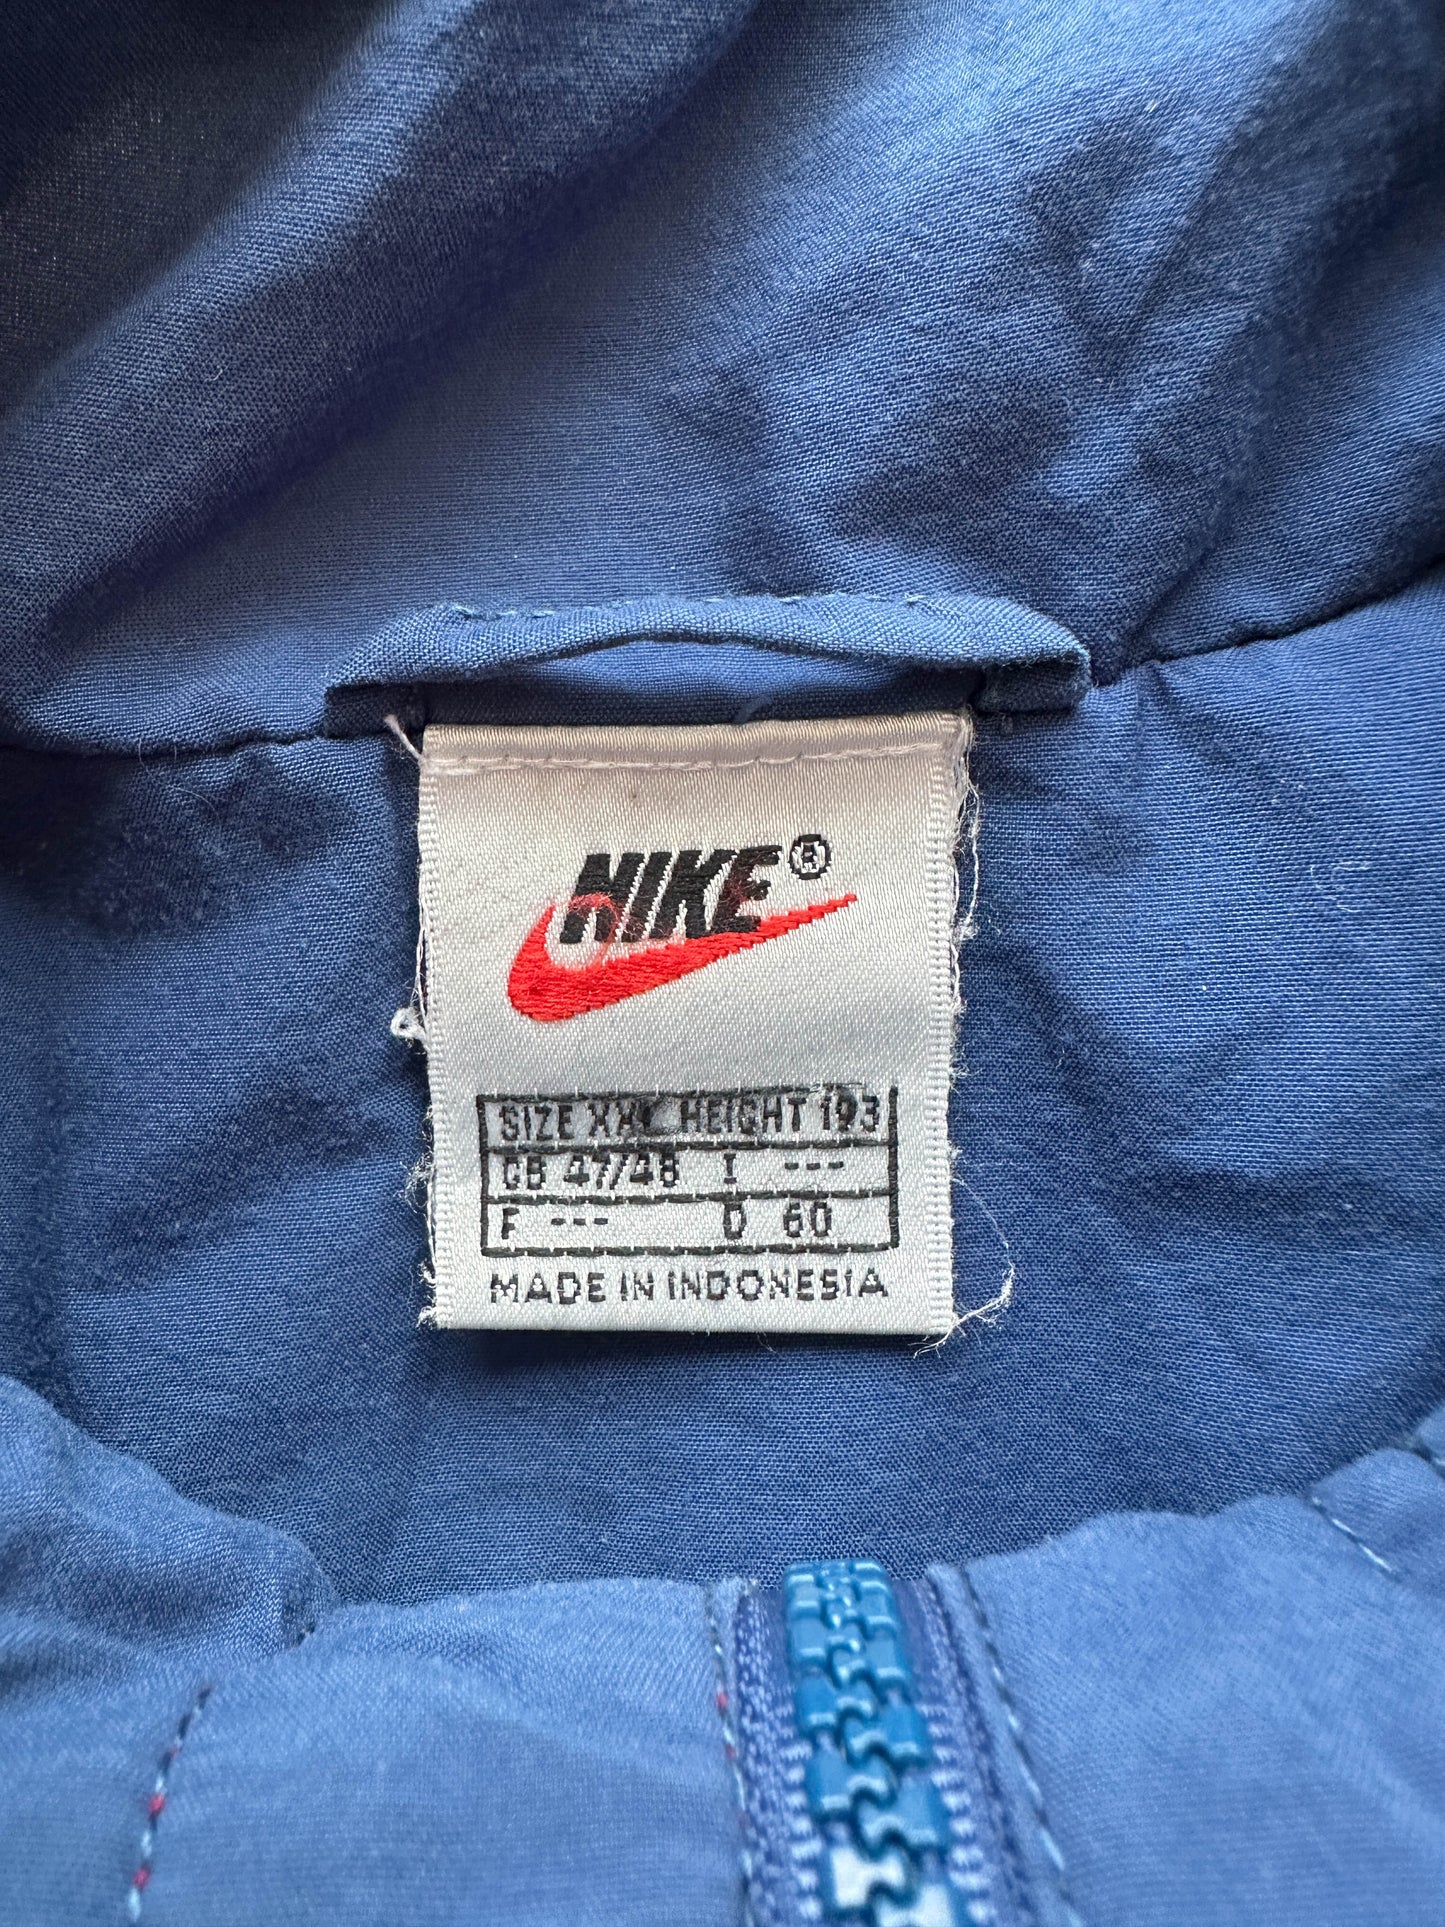 NIKE®
SIZE XXL HEIGHT 193
GB 47/48 I ---
F --- D 60
MADE IN INDONESIA